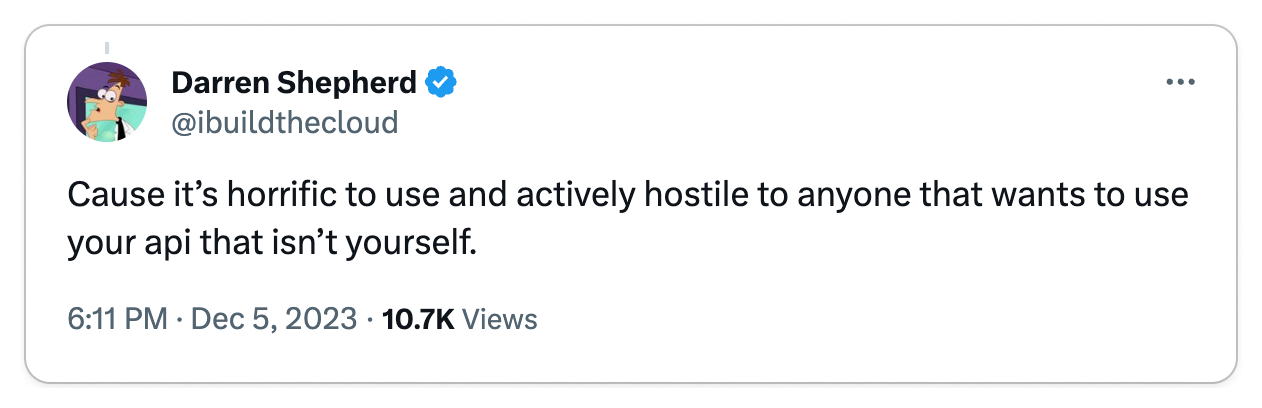 Darren Shepherd
@ibuildthecloud
Cause it’s horrific to use and actively hostile to anyone that wants to use
your api that isn’t yourself.
6:11 PM · Dec 5, 2023 · 10.7K Views